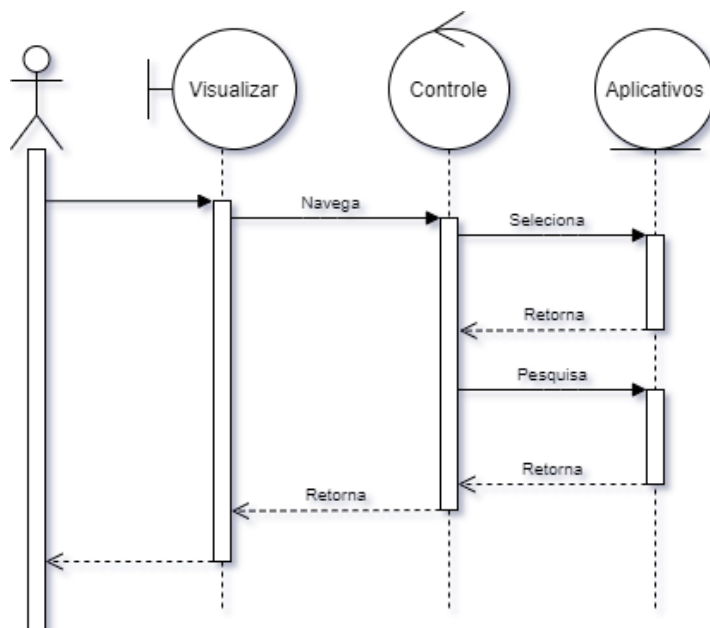 Visualizar
Controle
Aplicativos
Navega
Seleciona
Retorna
Pesquisa
Retorna
Retorna